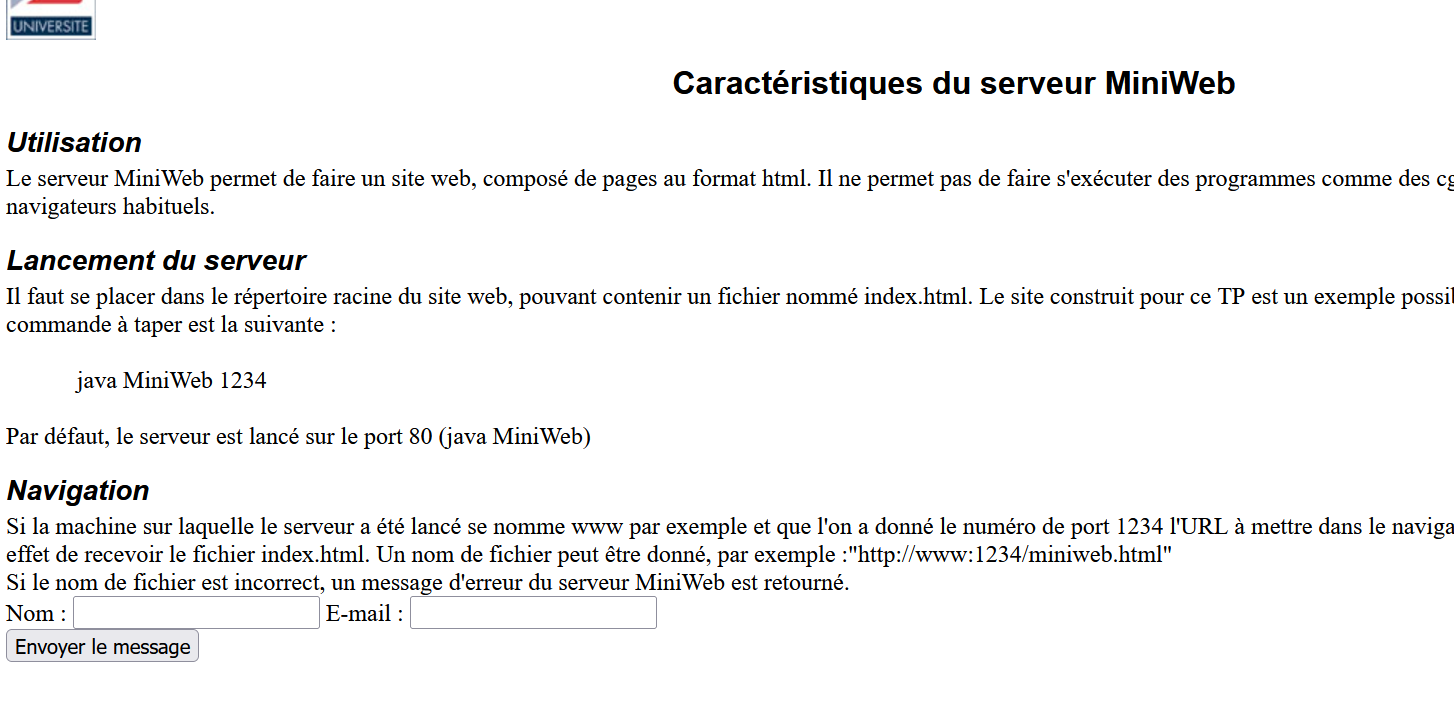 UNIVERSITE
Caractéristiques du serveur MiniWeb
Utilisation
Le serveur MiniWeb permet de faire un site web, composé de pages au format html. Il ne permet pas de faire s'exécuter des programmes comme des
navigateurs habituels.
Lancement du serveur
Il faut se placer dans le répertoire racine du site web, pouvant contenir un fichier nommé index.html. Le site construit pour ce TP est un exemple
commande à taper est la suivante :
java MiniWeb 1234
Par défaut, le serveur est lancé sur le port 80 (java MiniWeb)
Navigation
Si la machine sur laquelle le serveur a été lancé se nomme www par exemple et que l'on a donné le numéro de port 1234 l'URL à mettre dans le
effet de recevoir le fichier index.html. Un nom de fichier peut être donné, par exemple :"http://www:1234/miniweb.html"
Si le nom de fichier est incorrect, un message d'erreur du serveur MiniWeb est retourné.
Nom : E-mail :
Envoyer le message